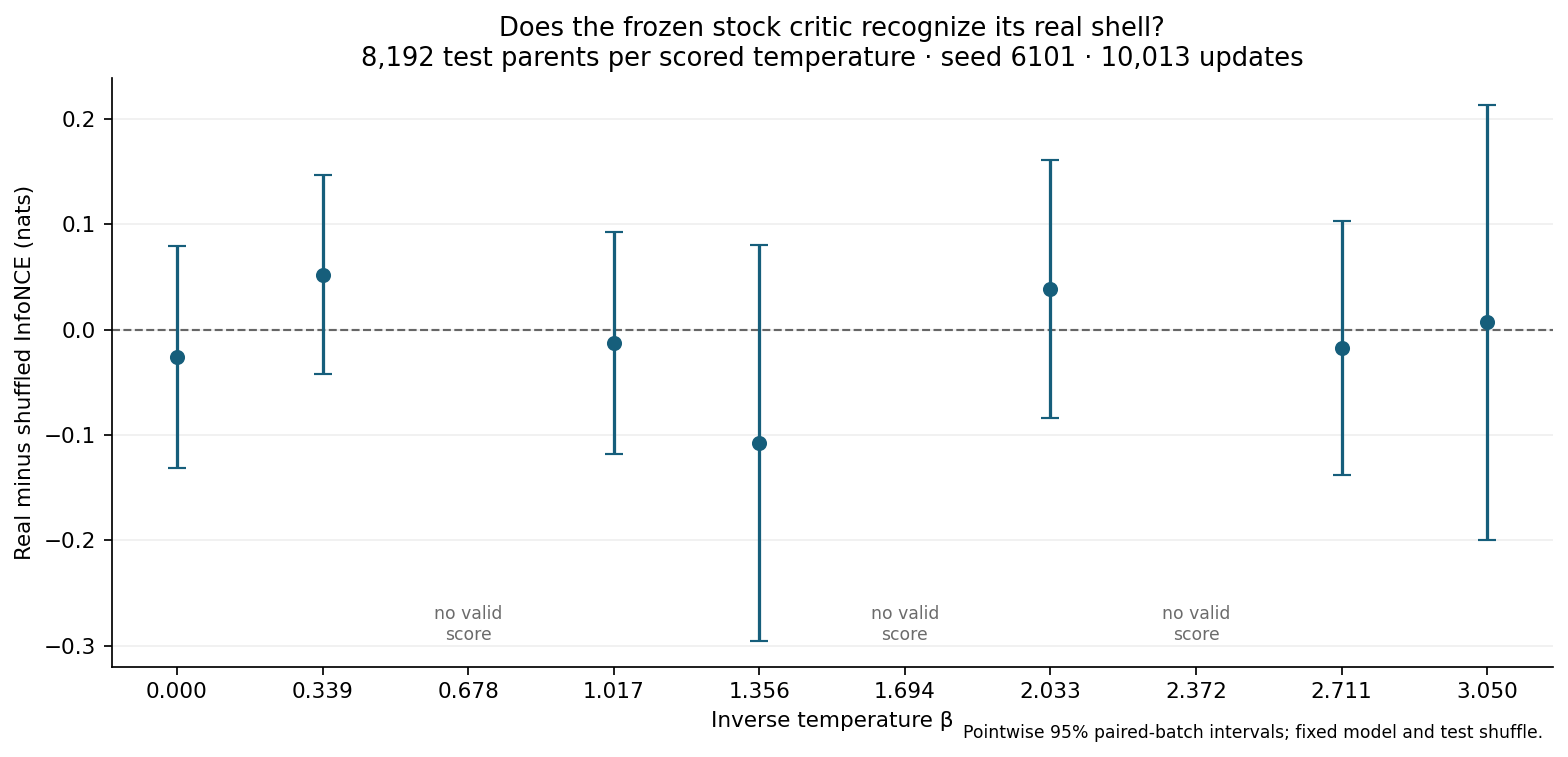 Does the frozen stock critic recognize its real shell?
8,192 test parents per scored temperature · seed 6101 · 10,013 updates
Real minus shuffled InfoNCE (nats)
0.2
0.1
0.0
−0.1
−0.2
−0.3
no valid
score
no valid
score
no valid
score
0.000 0.339 0.678 1.017 1.356 1.694 2.033 2.372 2.711 3.050
Inverse temperature β
Pointwise 95% paired-batch intervals; fixed model and test shuffle.